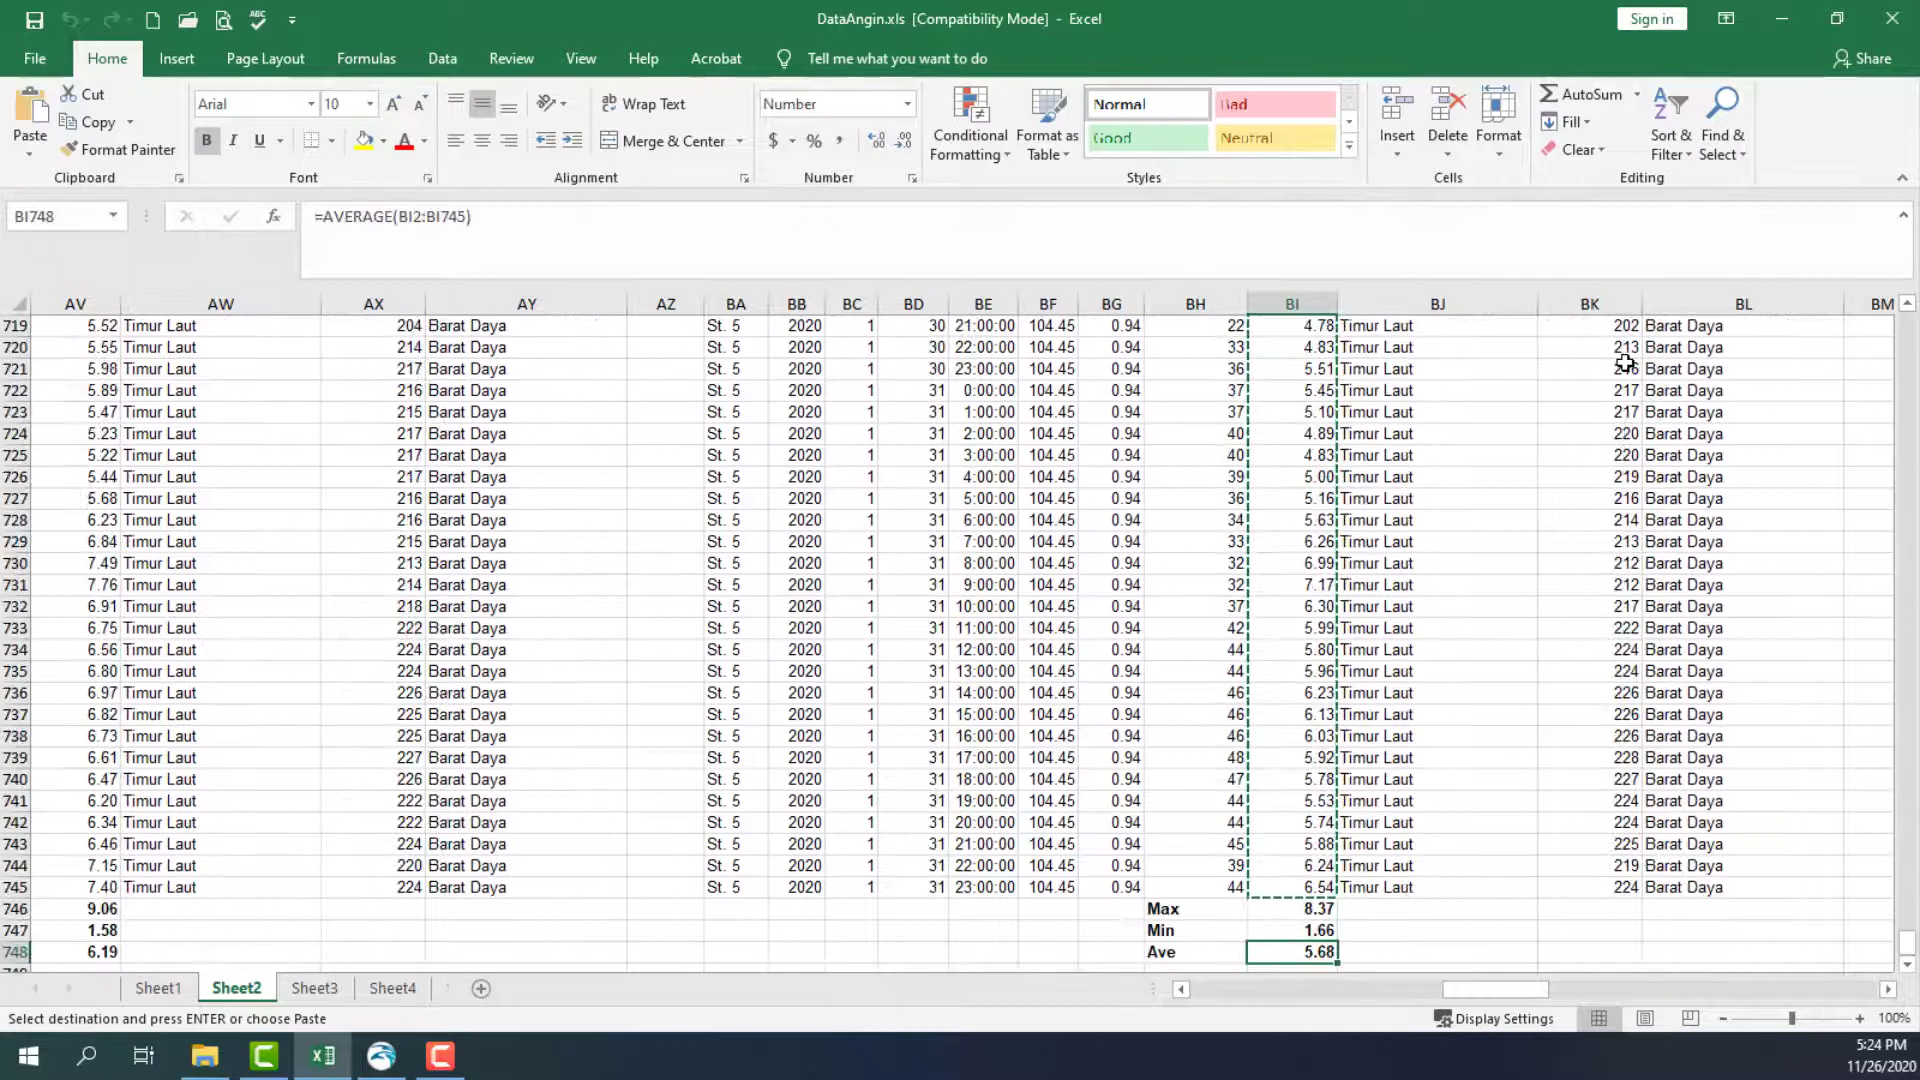 DataAngin.xls [Compatibility Mode] - Excel
Sign in
File Home Insert Page Layout Formulas Data Review View Help Acrobat Tell me what you want to do Share
Paste Cut Copy Format Painter Clipboard
Arial 10 Font
Wrap Text Merge & Center Alignment
Number Number
Conditional Formatting Format as Table Normal Bad Good Neutral Styles
Insert Delete Format Cells
AutoSum Fill Clear Sort & Filter Find & Select Editing
BI748 fx =AVERAGE(BI2:BI745)
AV AW AX AY AZ BA BB BC BD BE BF BG BH BI BJ BK BL BM
719 5.52 Timur Laut 204 Barat Daya St. 5 2020 1 30 21:00:00 104.45 0.94 22 4.78 Timur Laut 202 Barat Daya
720 5.55 Timur Laut 214 Barat Daya St. 5 2020 1 30 22:00:00 104.45 0.94 33 4.83 Timur Laut 213 Barat Daya
721 5.98 Timur Laut 217 Barat Daya St. 5 2020 1 30 23:00:00 104.45 0.94 36 5.51 Timur Laut Barat Daya
722 5.89 Timur Laut 216 Barat Daya St. 5 2020 1 31 0:00:00 104.45 0.94 37 5.45 Timur Laut 217 Barat Daya
723 5.47 Timur Laut 215 Barat Daya St. 5 2020 1 31 1:00:00 104.45 0.94 37 5.10 Timur Laut 217 Barat Daya
724 5.23 Timur Laut 217 Barat Daya St. 5 2020 1 31 2:00:00 104.45 0.94 40 4.89 Timur Laut 220 Barat Daya
725 5.22 Timur Laut 217 Barat Daya St. 5 2020 1 31 3:00:00 104.45 0.94 40 4.83 Timur Laut 220 Barat Daya
726 5.44 Timur Laut 217 Barat Daya St. 5 2020 1 31 4:00:00 104.45 0.94 39 5.00 Timur Laut 219 Barat Daya
727 5.68 Timur Laut 216 Barat Daya St. 5 2020 1 31 5:00:00 104.45 0.94 36 5.16 Timur Laut 216 Barat Daya
728 6.23 Timur Laut 216 Barat Daya St. 5 2020 1 31 6:00:00 104.45 0.94 34 5.63 Timur Laut 214 Barat Daya
729 6.84 Timur Laut 215 Barat Daya St. 5 2020 1 31 7:00:00 104.45 0.94 33 6.26 Timur Laut 213 Barat Daya
730 7.49 Timur Laut 213 Barat Daya St. 5 2020 1 31 8:00:00 104.45 0.94 32 6.99 Timur Laut 212 Barat Daya
731 7.76 Timur Laut 214 Barat Daya St. 5 2020 1 31 9:00:00 104.45 0.94 32 7.17 Timur Laut 212 Barat Daya
732 6.91 Timur Laut 218 Barat Daya St. 5 2020 1 31 10:00:00 104.45 0.94 37 6.30 Timur Laut 217 Barat Daya
733 6.75 Timur Laut 222 Barat Daya St. 5 2020 1 31 11:00:00 104.45 0.94 42 5.99 Timur Laut 222 Barat Daya
734 6.56 Timur Laut 224 Barat Daya St. 5 2020 1 31 12:00:00 104.45 0.94 44 5.80 Timur Laut 224 Barat Daya
735 6.80 Timur Laut 224 Barat Daya St. 5 2020 1 31 13:00:00 104.45 0.94 44 5.96 Timur Laut 224 Barat Daya
736 6.97 Timur Laut 226 Barat Daya St. 5 2020 1 31 14:00:00 104.45 0.94 46 6.23 Timur Laut 226 Barat Daya
737 6.82 Timur Laut 225 Barat Daya St. 5 2020 1 31 15:00:00 104.45 0.94 46 6.13 Timur Laut 226 Barat Daya
738 6.73 Timur Laut 225 Barat Daya St. 5 2020 1 31 16:00:00 104.45 0.94 46 6.03 Timur Laut 226 Barat Daya
739 6.61 Timur Laut 227 Barat Daya St. 5 2020 1 31 17:00:00 104.45 0.94 48 5.92 Timur Laut 228 Barat Daya
740 6.47 Timur Laut 226 Barat Daya St. 5 2020 1 31 18:00:00 104.45 0.94 47 5.78 Timur Laut 227 Barat Daya
741 6.20 Timur Laut 222 Barat Daya St. 5 2020 1 31 19:00:00 104.45 0.94 44 5.53 Timur Laut 224 Barat Daya
742 6.34 Timur Laut 222 Barat Daya St. 5 2020 1 31 20:00:00 104.45 0.94 44 5.74 Timur Laut 224 Barat Daya
743 6.46 Timur Laut 224 Barat Daya St. 5 2020 1 31 21:00:00 104.45 0.94 45 5.88 Timur Laut 225 Barat Daya
744 7.15 Timur Laut 220 Barat Daya St. 5 2020 1 31 22:00:00 104.45 0.94 39 6.24 Timur Laut 219 Barat Daya
745 7.40 Timur Laut 224 Barat Daya St. 5 2020 1 31 23:00:00 104.45 0.94 44 6.54 Timur Laut 224 Barat Daya
746 9.06 Max 8.37
747 1.58 Min 1.66
748 6.19 Ave 5.68
Sheet1 Sheet2 Sheet3 Sheet4
Select destination and press ENTER or choose Paste Display Settings 100%
5:24 PM
11/26/2020